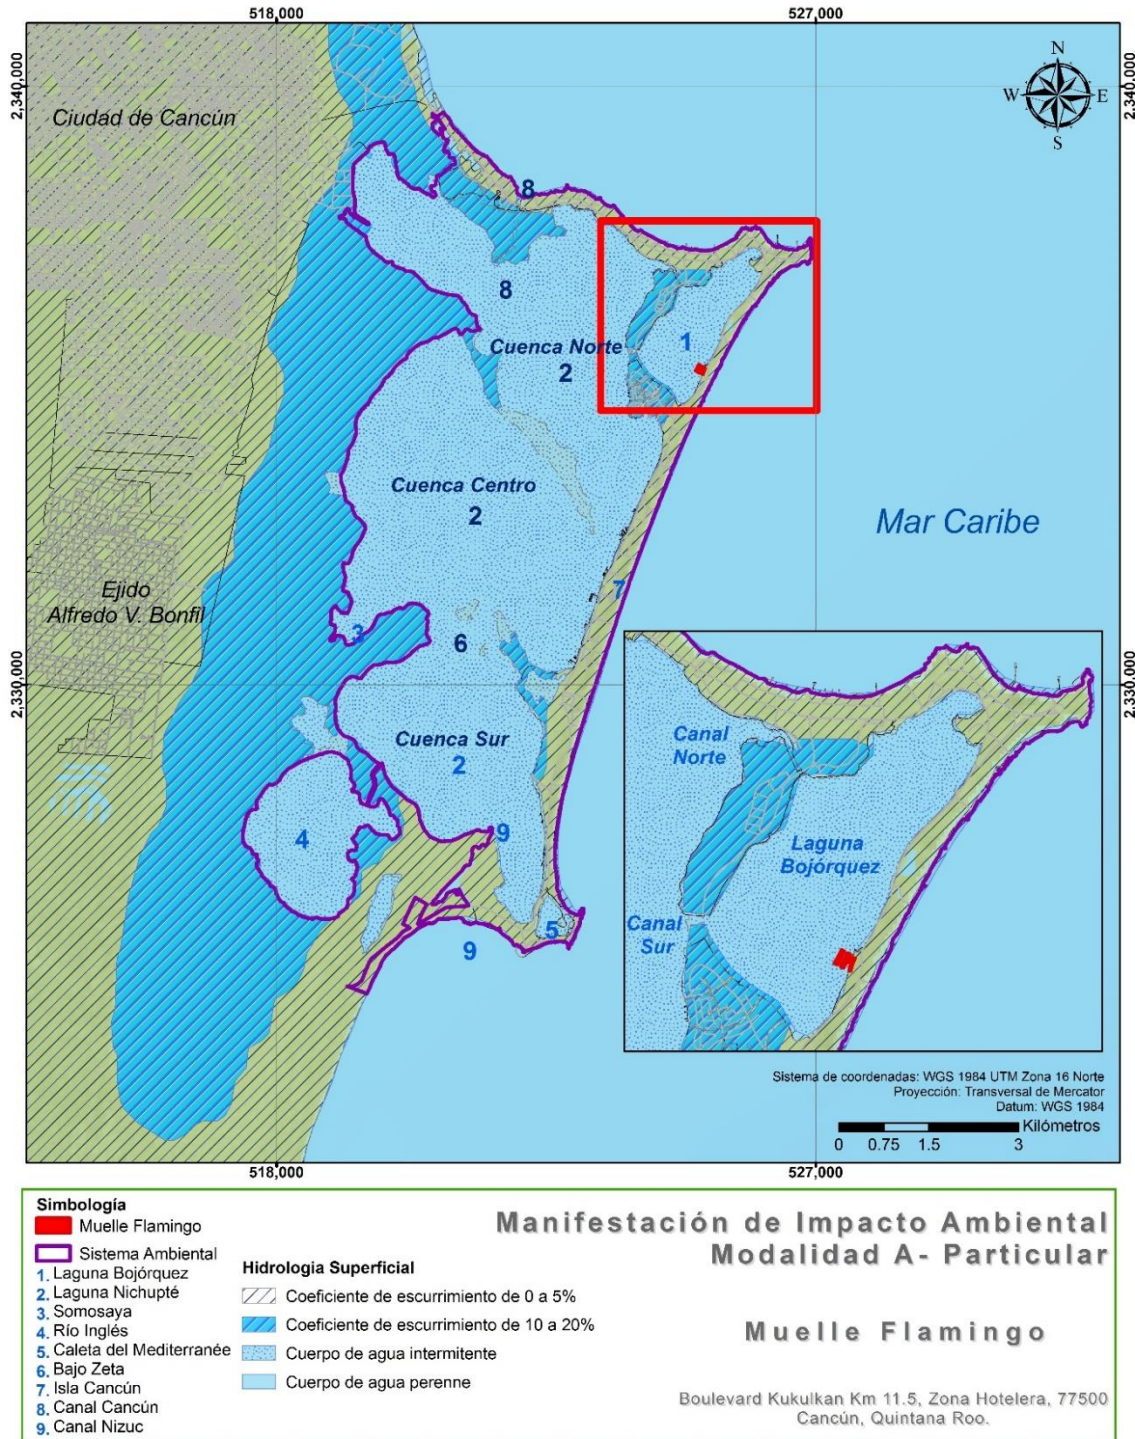 518,000
527,000
2,340,000
2,340,000
N
W
E
S
Ciudad de Cancún
8
8
Cuenca Norte
2
1
Cuenca Centro
2
Mar Caribe
7
Ejido
Alfredo V. Bonfil
3
6
2,330,000
2,330,000
Cuenca Sur
2
4
9
5
9
Canal
Norte
Laguna
Bojórquez
Canal
Sur
Sistema de coordenadas: WGS 1984 UTM Zona 16 Norte
Proyección: Transversal de Mercator
Datum: WGS 1984
Kilómetros
0 0.75 1.5 3
518,000
527,000
Simbología
Muelle Flamingo
Sistema Ambiental
1. Laguna Bojórquez
2. Laguna Nichupté
3. Somosaya
4. Río Inglés
5. Caleta del Mediterranée
6. Bajo Zeta
7. Isla Cancún
8. Canal Cancún
9. Canal Nizuc
Hidrologia Superficial
Coeficiente de escurrimiento de 0 a 5%
Coeficiente de escurrimiento de 10 a 20%
Cuerpo de agua intermitente
Cuerpo de agua perenne
Manifestación de Impacto Ambiental
Modalidad A- Particular
Muelle Flamingo
Boulevard Kukulkan Km 11.5, Zona Hotelera, 77500
Cancún, Quintana Roo.